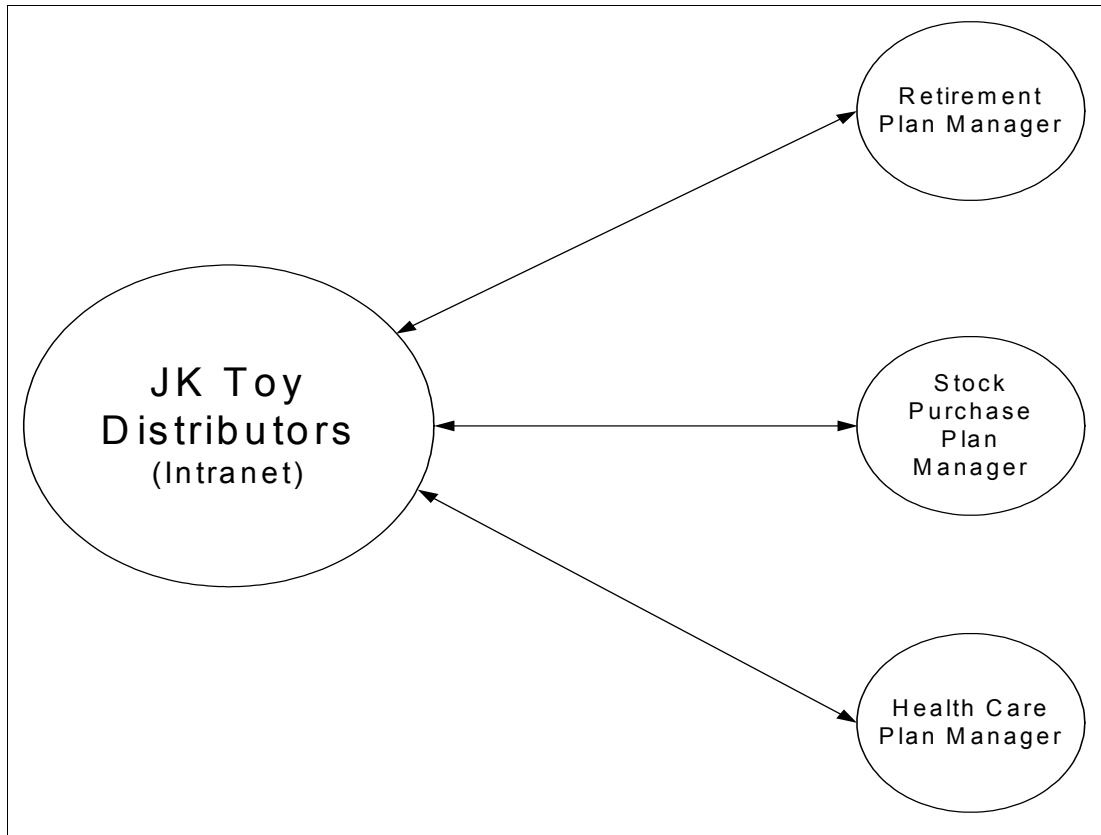 JK Toy
Distributors
(Intranet)
Retirement
Plan Manager
Stock
Purchase
Plan
Manager
Health Care
Plan Manager